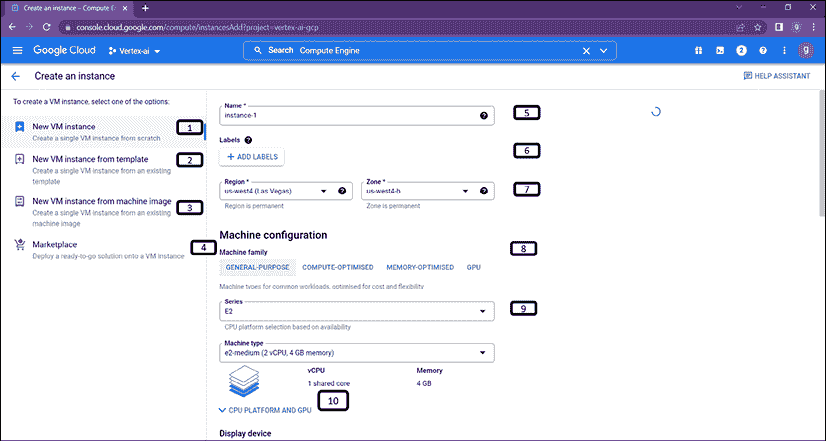 Create an instance
console.cloud.google.com/compute/instancesAdd?project=vertex-ai-gcp
Google Cloud
Vertex-ai
Search Compute Engine
2
g
Create an instance
HELP ASSISTANT
To create a VM instance, select one of the options:
New VM instance
Create a single VM instance from scratch
1
New VM instance from template
Create a single VM instance from an existing
template
2
New VM instance from machine image
Create a single VM instance from an existing
machine image
3
Marketplace
Deploy a ready-to-go solution onto a VM instance
4
Name *
instance-1
5
Labels
ADD LABELS
6
Region *
us-west4 (Las Vegas)
Region is permanent
Zone *
us-west4-b
Zone is permanent
7
Machine configuration
Machine family
8
GENERAL-PURPOSE COMPUTE-OPTIMISED MEMORY-OPTIMISED GPU
Machine types for common workloads, optimised for cost and flexibility
Series
E2
9
CPU platform selection based on availability
Machine type
e2-medium (2 vCPU, 4 GB memory)
vCPU
1 shared core
Memory
4 GB
10
CPU PLATFORM AND GPU
Display device